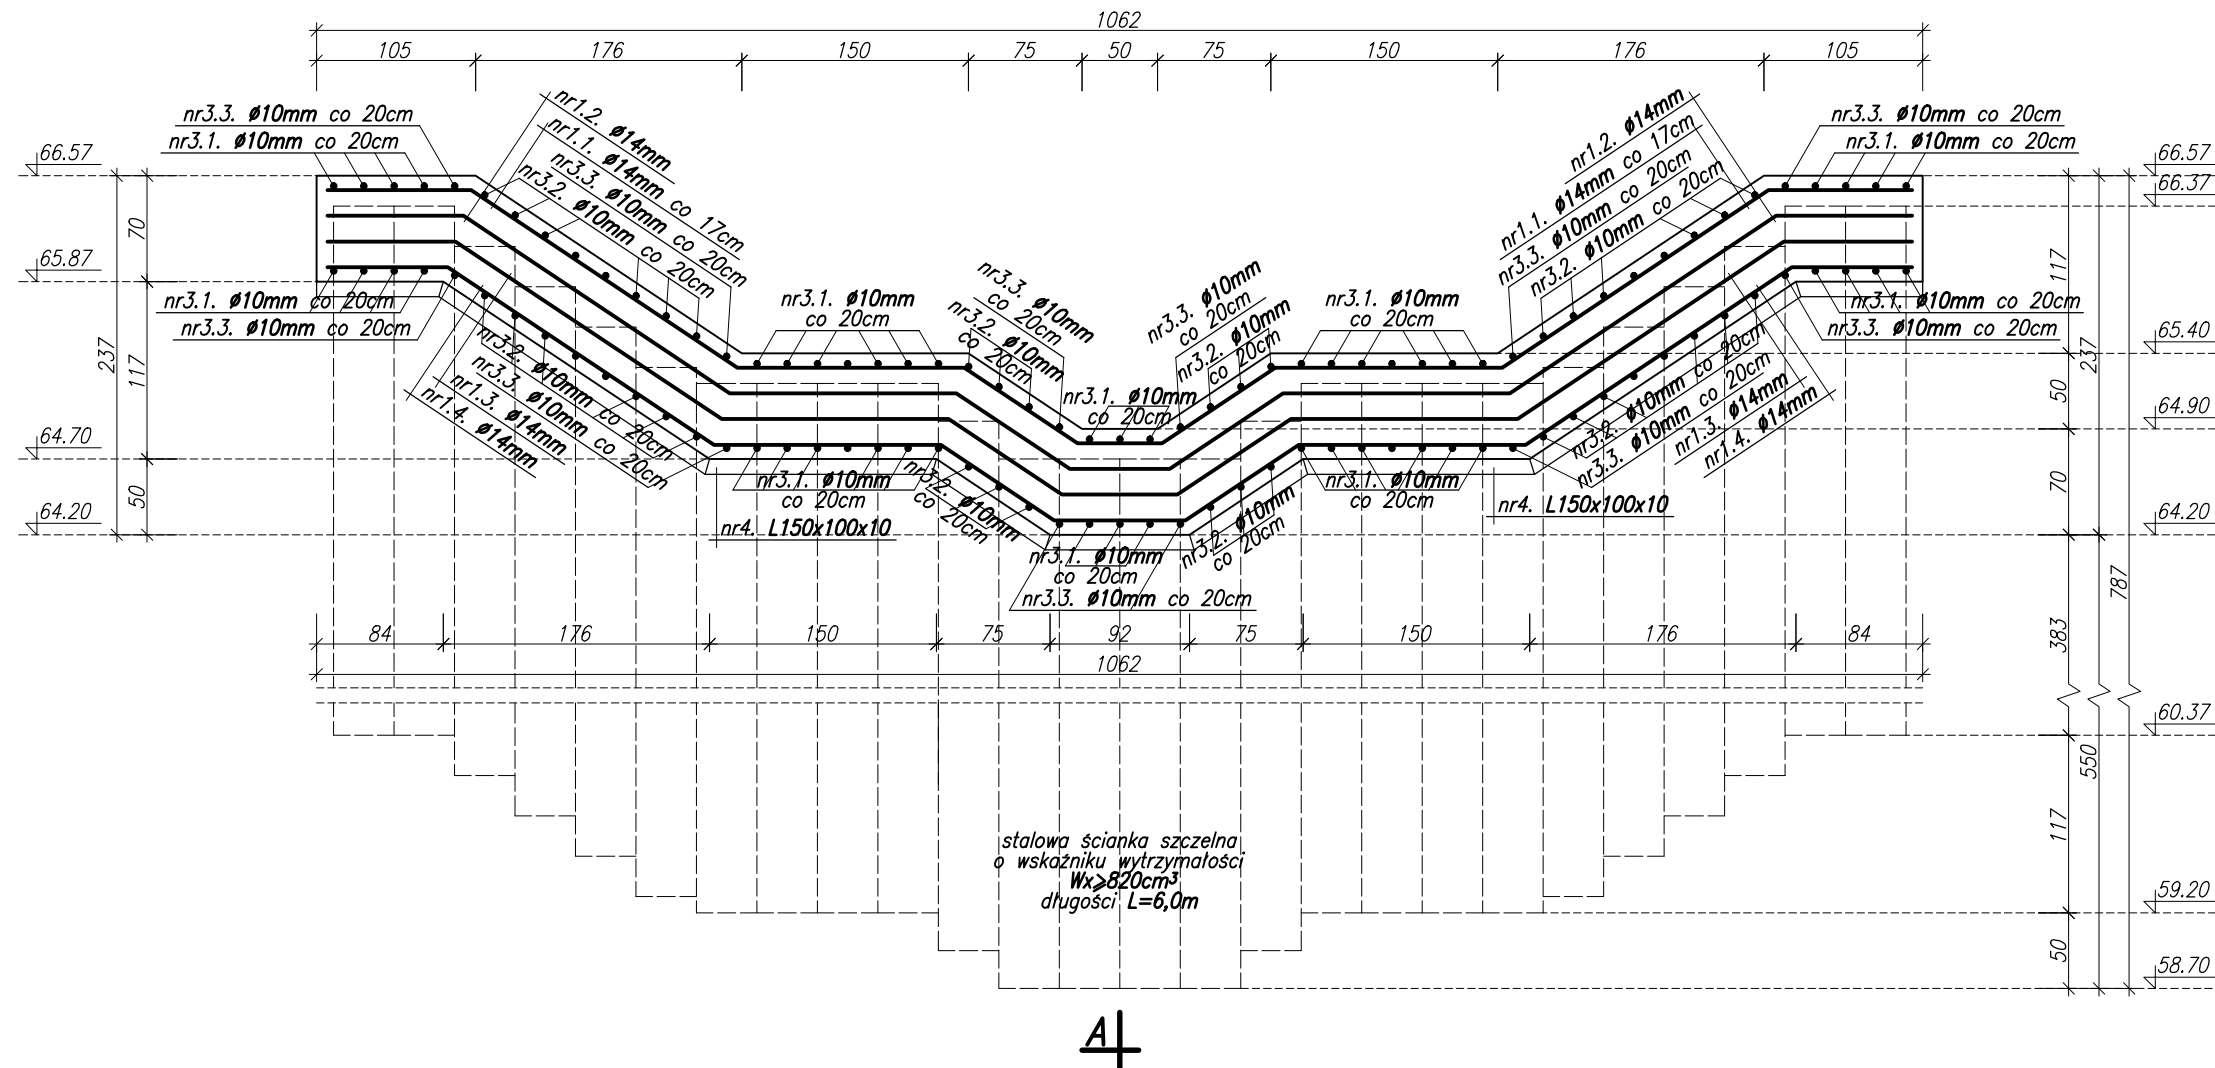 1062
105 176 150 75 50 75 150 176 105
nr3.3. ø10mm co 20cm
nr3.1. ø10mm co 20cm
nr1.2. ø14mm
nr1.1. ø14mm co 17cm
nr3.3. ø10mm co 20cm
nr3.2. ø10mm co 20cm
nr1.2. ø14mm
nr1.1. ø14mm co 17cm
nr3.3. ø10mm co 20cm
nr3.2. ø10mm co 20cm
nr3.3. ø10mm co 20cm
nr3.1. ø10mm co 20cm
66.57
65.87
64.70
64.20
237
70
117
50
nr3.1. ø10mm co 20cm
nr3.3. ø10mm co 20cm
nr3.2. ø10mm co 20cm
nr3.3. ø10mm co 20cm
nr1.3. ø14mm
nr1.4. ø14mm
nr3.1. ø10mm
co 20cm
nr3.3. ø10mm
co 20cm
nr3.2. ø10mm
co 20cm
nr3.1. ø10mm
co 20cm
nr3.3. ø10mm
co 20cm
nr3.2. ø10mm
co 20cm
nr3.1. ø10mm
co 20cm
nr3.1. ø10mm co 20cm
nr3.3. ø10mm co 20cm
nr3.2. ø10mm co 20cm
nr3.3. ø10mm co 20cm
nr1.3. ø14mm
nr1.4. ø14mm
nr3.1. ø10mm
co 20cm
nr4. L150x100x10
nr3.2. ø10mm
co 20cm
nr3.1. ø10mm
co 20cm
nr3.3. ø10mm co 20cm
nr3.2. ø10mm
co 20cm
nr3.1. ø10mm
co 20cm
nr4. L150x100x10
66.57
66.37
65.40
64.90
64.20
60.37
59.20
58.70
117
50
70
383
117
50
237
550
787
84 176 150 75 92 75 150 176 84
1062
stalowa ścianka szczelna
o wskaźniku wytrzymałości
Wx≥820cm³
długości L=6,0m
A